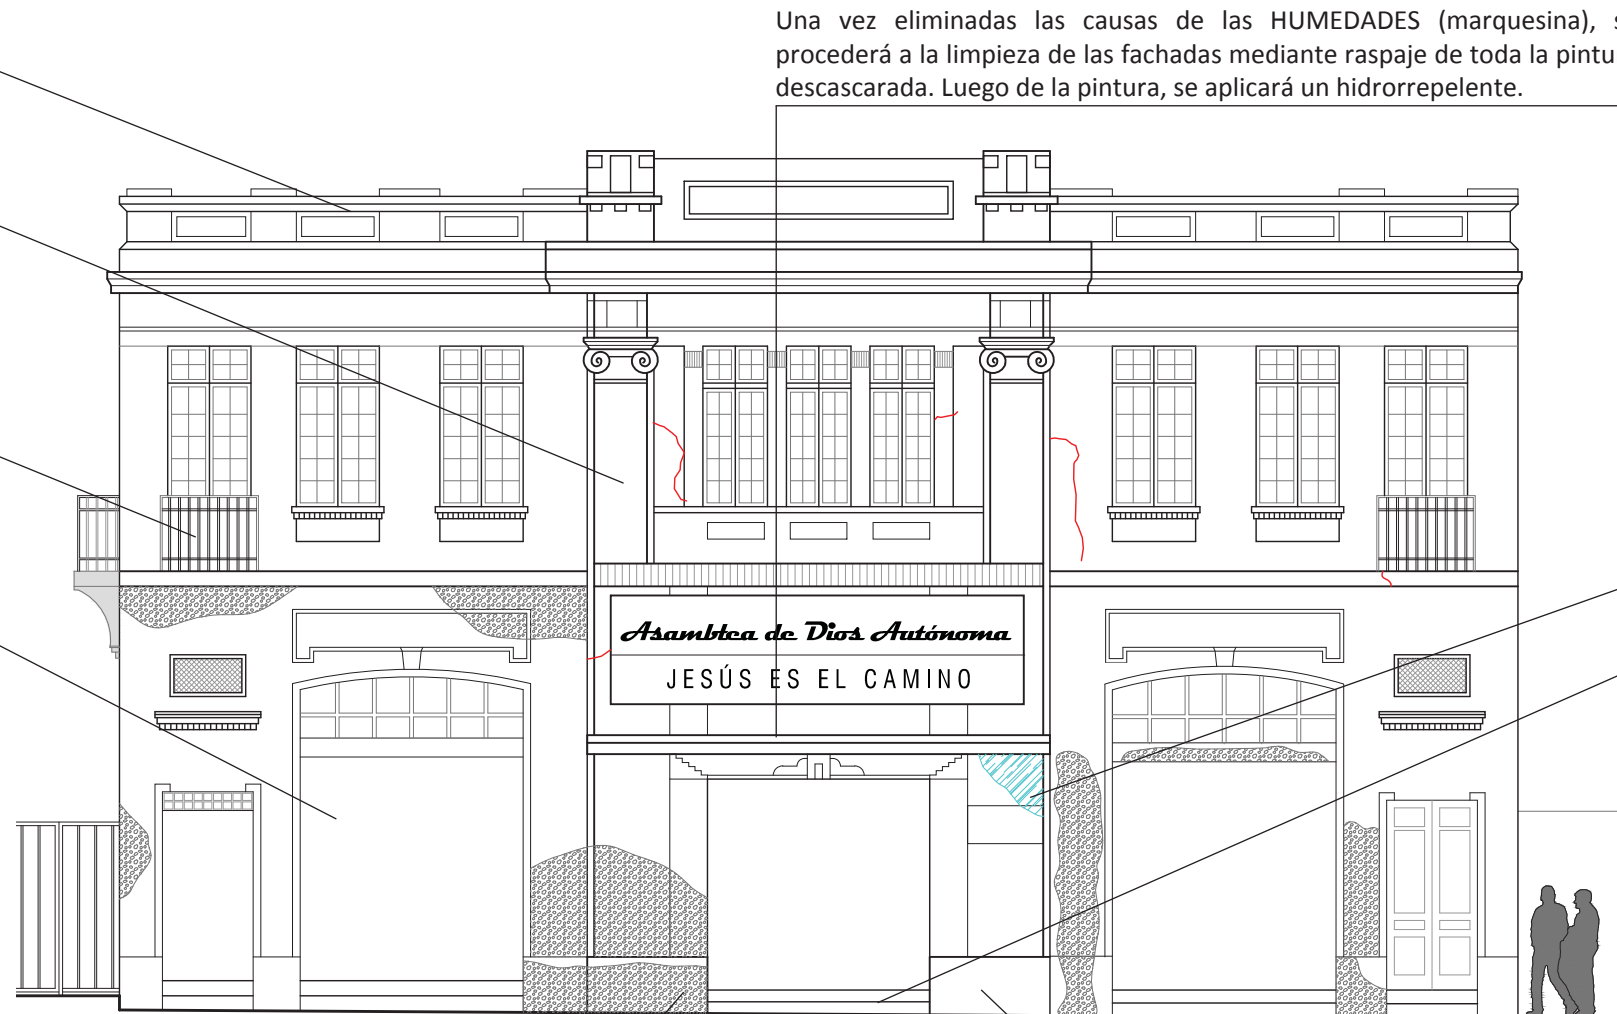 Una vez eliminadas las causas de las HUMEDADES (marquesina), s
procederá a la limpieza de las fachadas mediante raspaje de toda la pintu
descascarada. Luego de la pintura, se aplicará un hidrorrepelente.
Asamblea de Dios Autónoma
JESÚS ES EL CAMINO